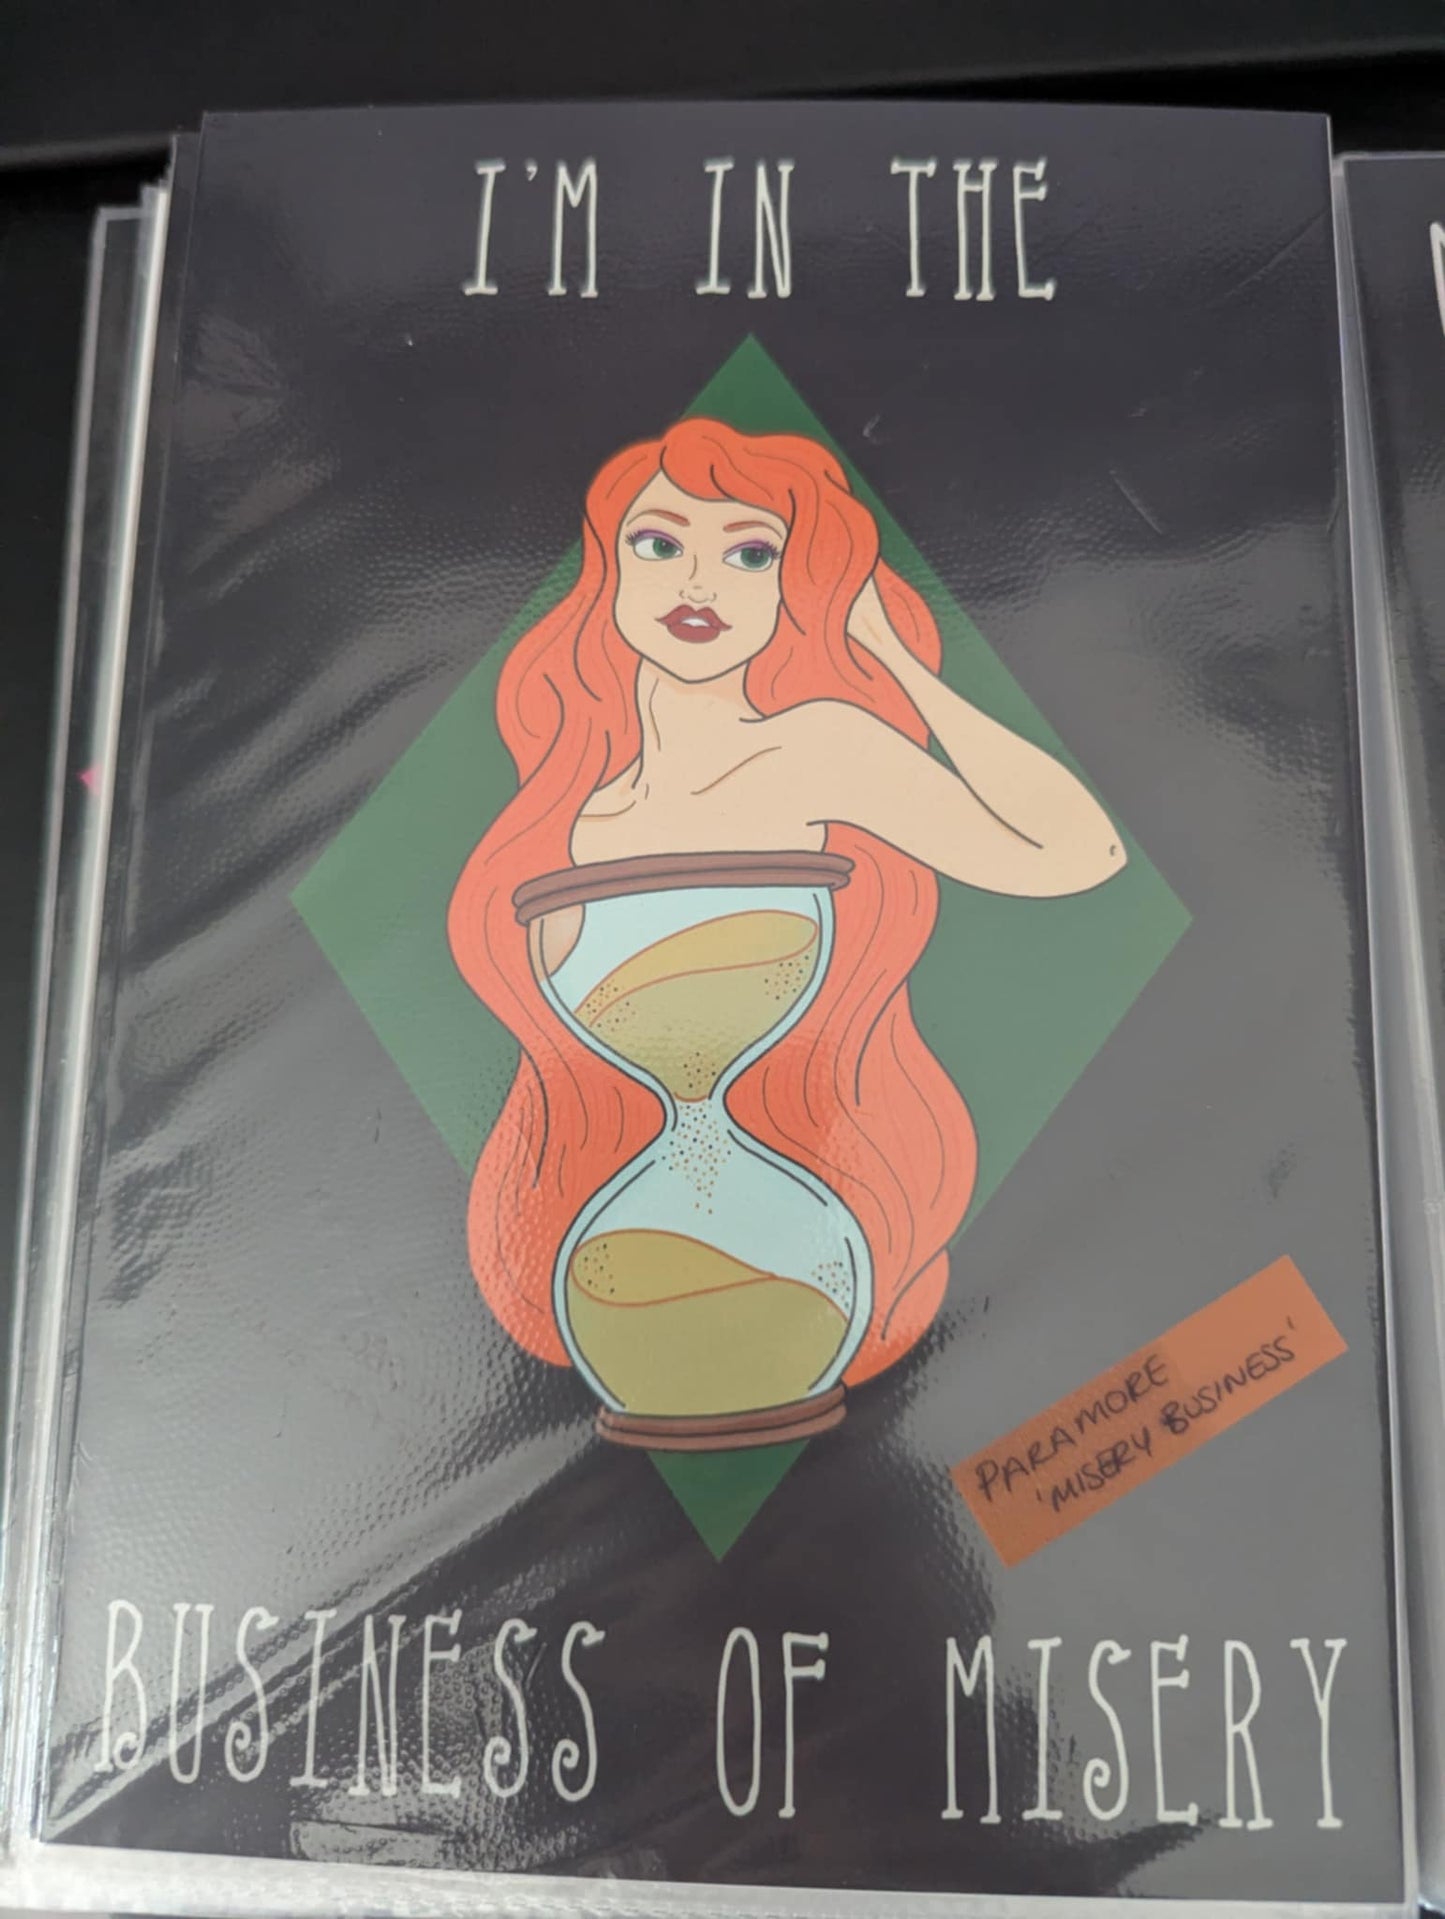 I'M IN THE
PARAMORE
'MISERY BUSINESS'
BUSINESS OF MISERY